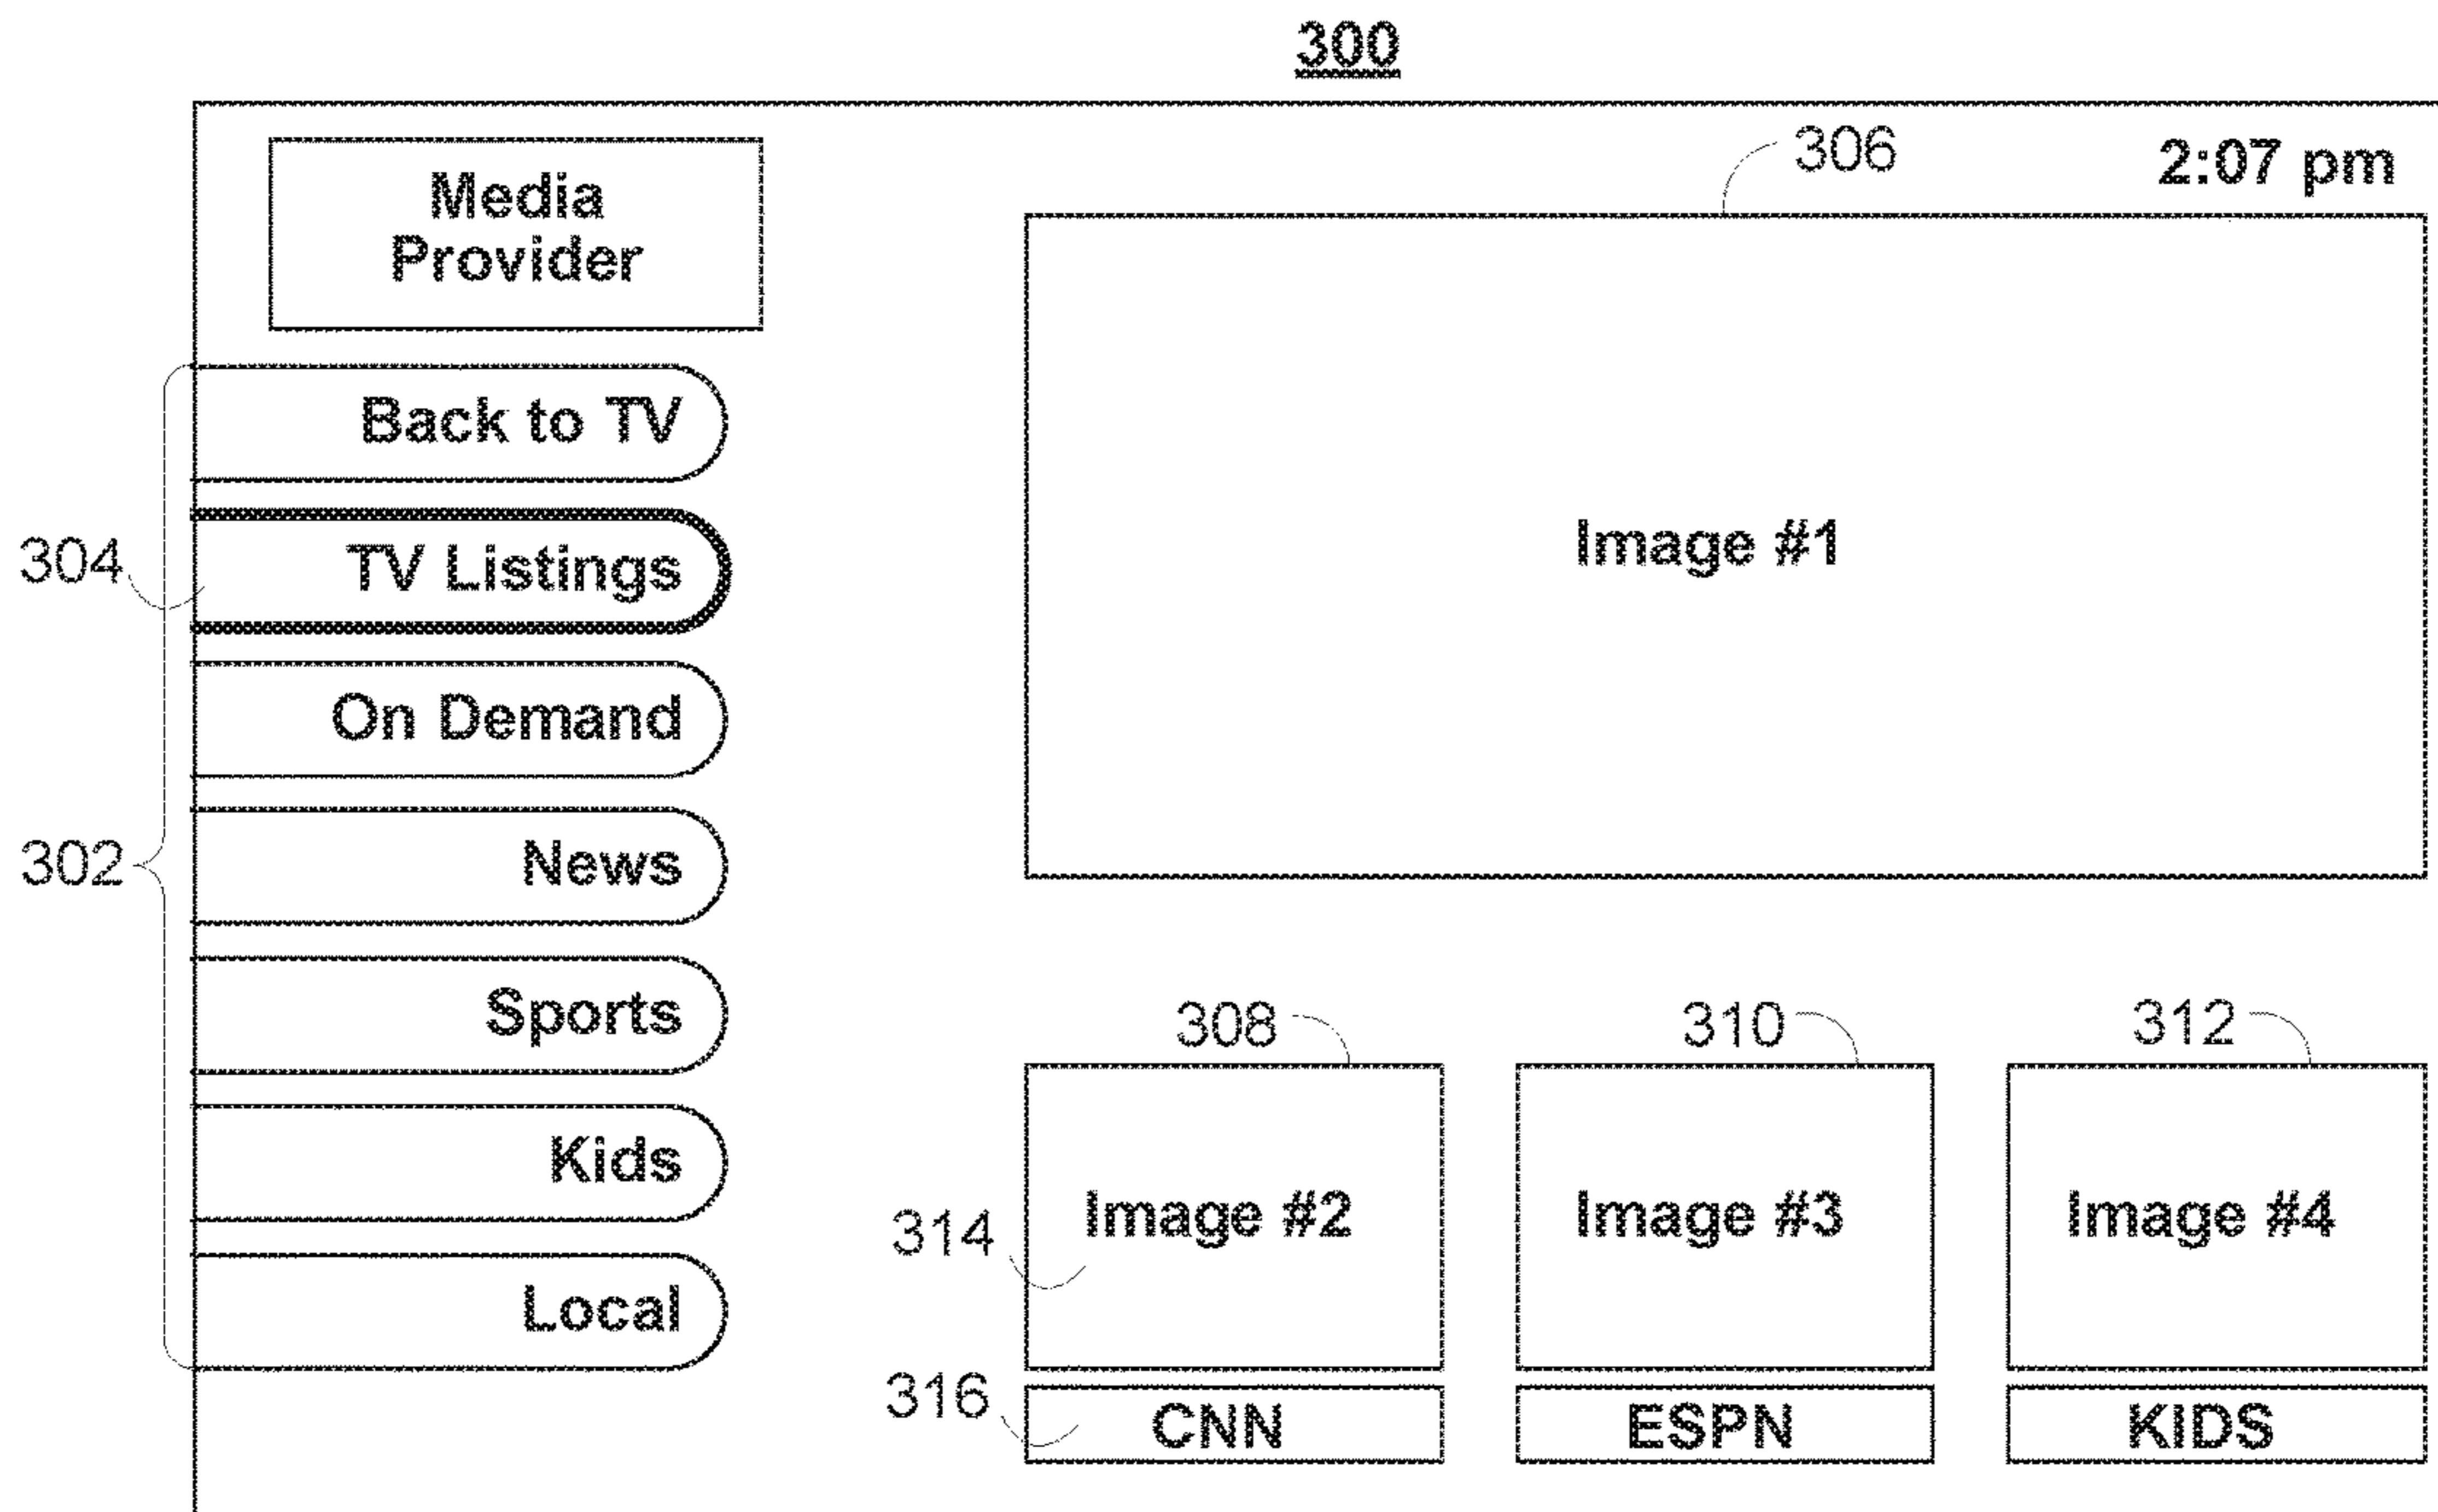 300
306
2:07 pm
Media
Provider
Back to TV
304
TV Listings
Image #1
On Demand
302
News
Sports
308
310
312
Kids
314
Image #2
Image #3
Image #4
Local
316
CNN
ESPN
KIDS